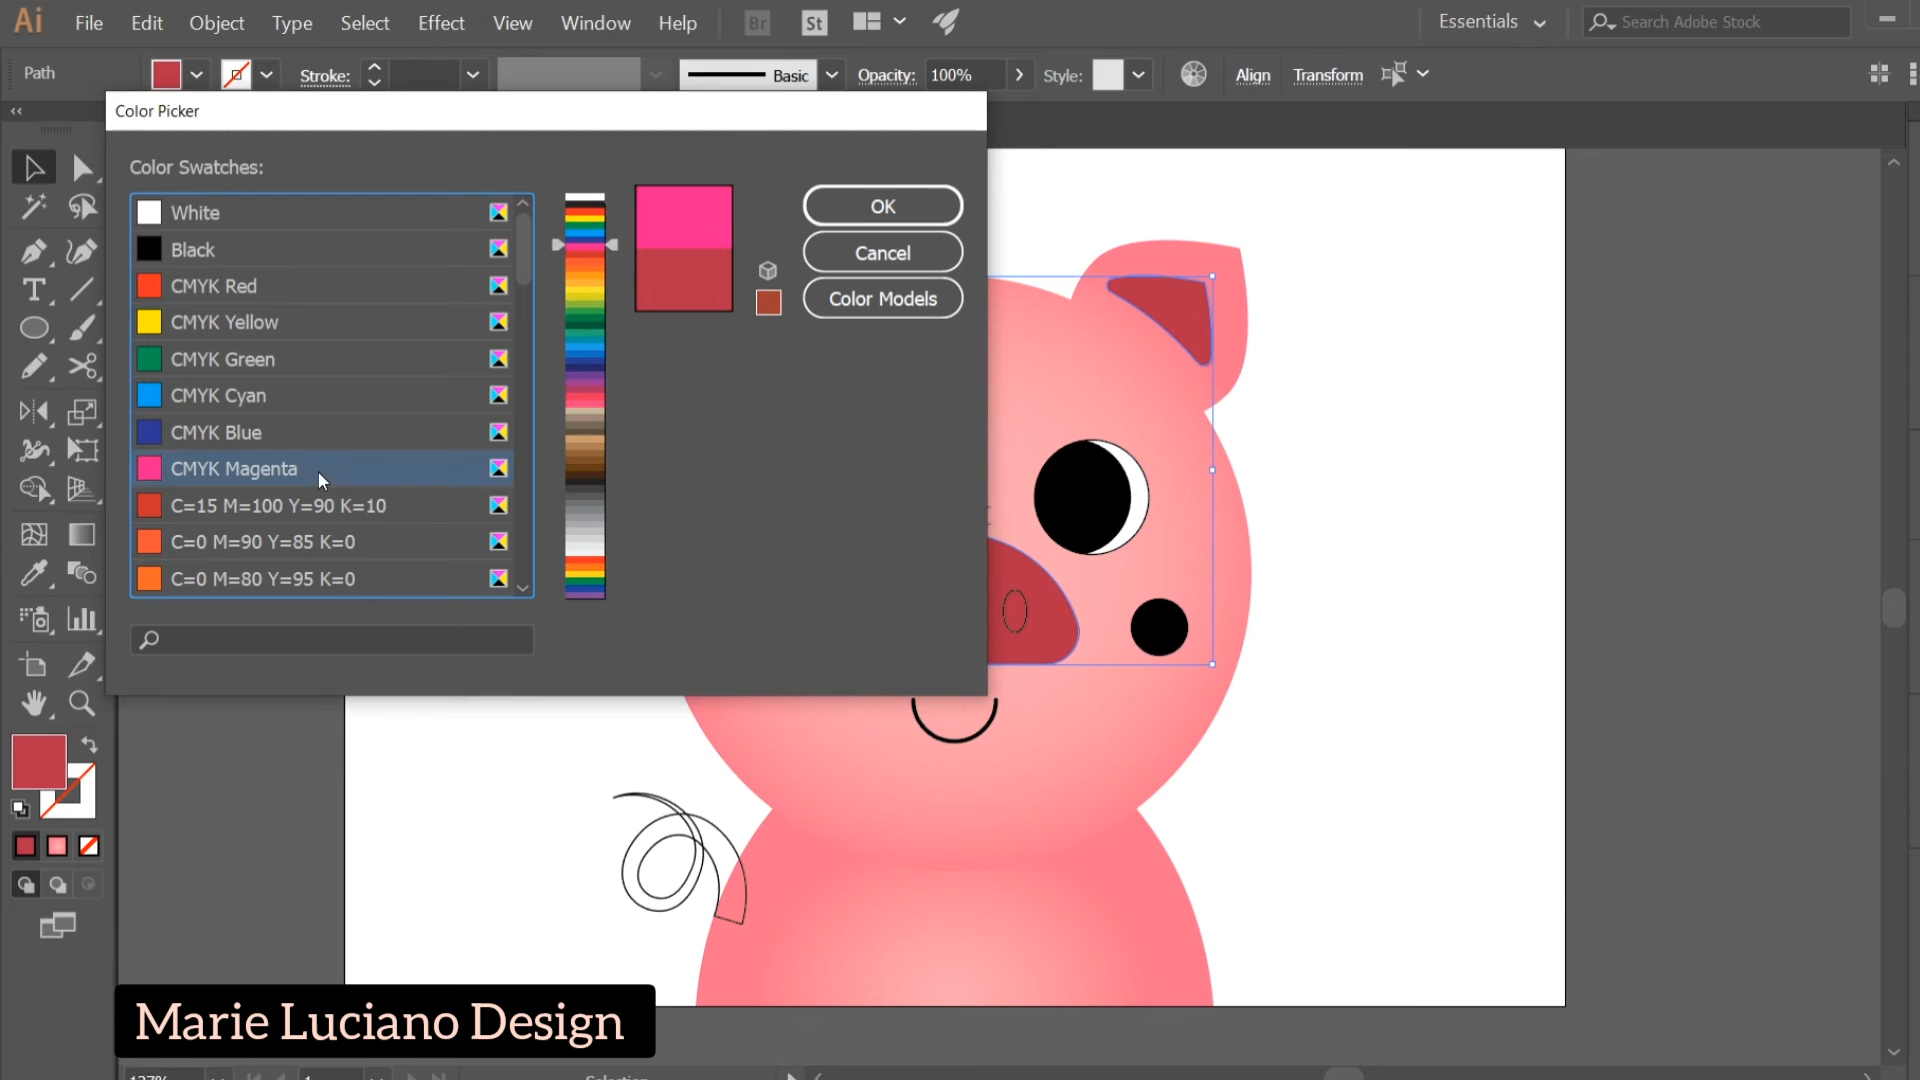 Ai File Edit Object Type Select Effect View Window Help Br St Essentials Search Adobe Stock
Path Stroke: Basic Opacity: 100% Style: Align Transform
Color Picker
Color Swatches:
White
Black
CMYK Red
CMYK Yellow
CMYK Green
CMYK Cyan
CMYK Blue
CMYK Magenta
C=15 M=100 Y=90 K=10
C=0 M=90 Y=85 K=0
C=0 M=80 Y=95 K=0
OK
Cancel
Color Models
Marie Luciano Design